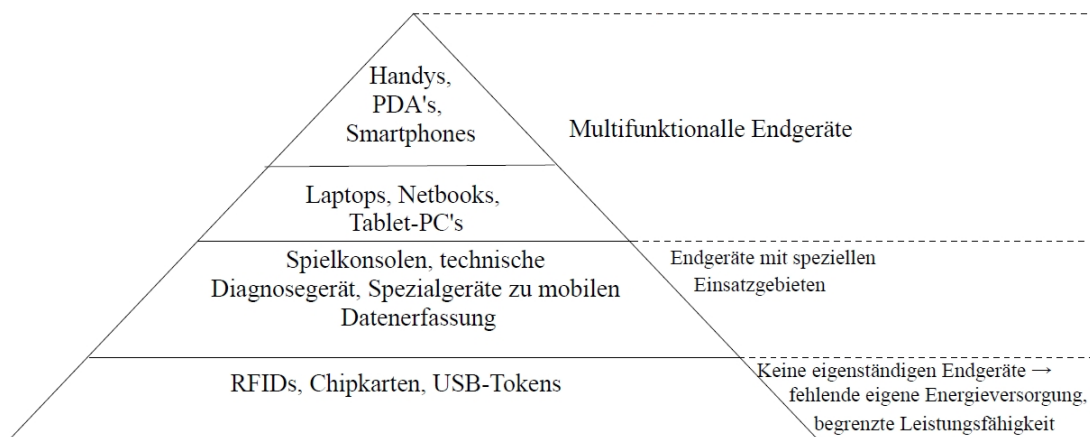 Handys,
PDA's,
Smartphones
Multifunktionalle Endgeräte
Laptops, Netbooks,
Tablet-PC's
Spielkonsolen, technische
Diagnosegerät, Spezialgeräte zu mobilen
Datenerfassung
Endgeräte mit speziellen
Einsatzgebieten
RFIDs, Chipkarten, USB-Tokens
Keine eigenständigen Endgeräte →
fehlende eigene Energieversorgung,
begrenzte Leistungsfähigkeit